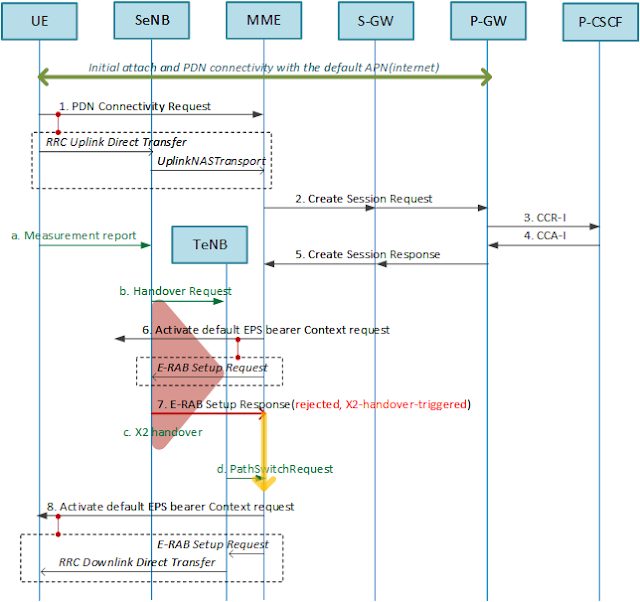 UE
SeNB
MME
S-GW
P-GW
P-CSCF
Initial attach and PDN connectivity with the default APN(internet)
1. PDN Connectivity Request
RRC Uplink Direct Transfer
UplinkNASTransport
2. Create Session Request
3. CCR-I
a. Measurement report
4. CCA-I
TeNB
5. Create Session Response
b. Handover Request
6. Activate default EPS bearer Context request
E-RAB Setup Request
7. E-RAB Setup Response(rejected, X2-handover-triggered)
c. X2 handover
d. PathSwitchRequest
8. Activate default EPS bearer Context request
E-RAB Setup Request
RRC Downlink Direct Transfer